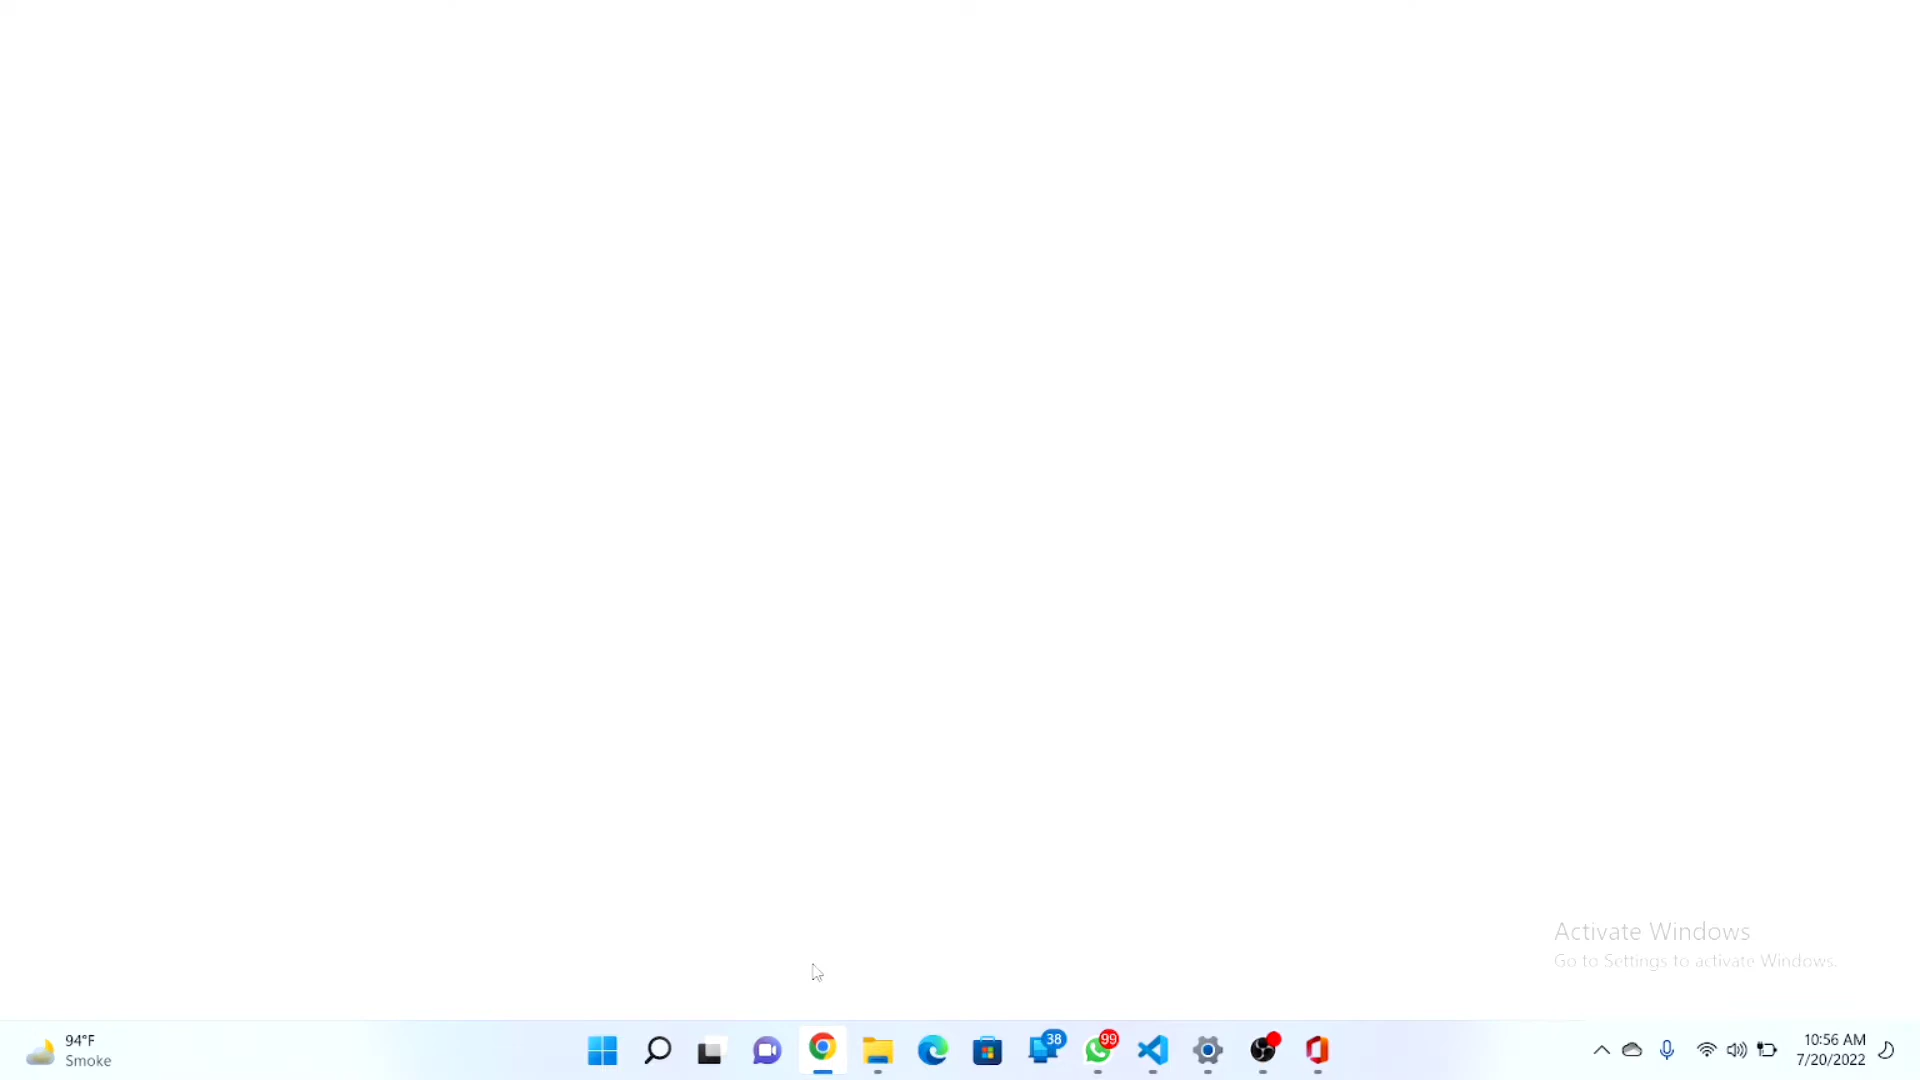 Activate Windows
Go to Settings to activate Windows.
94°F
Smoke
38
99
10:56 AM
7/20/2022